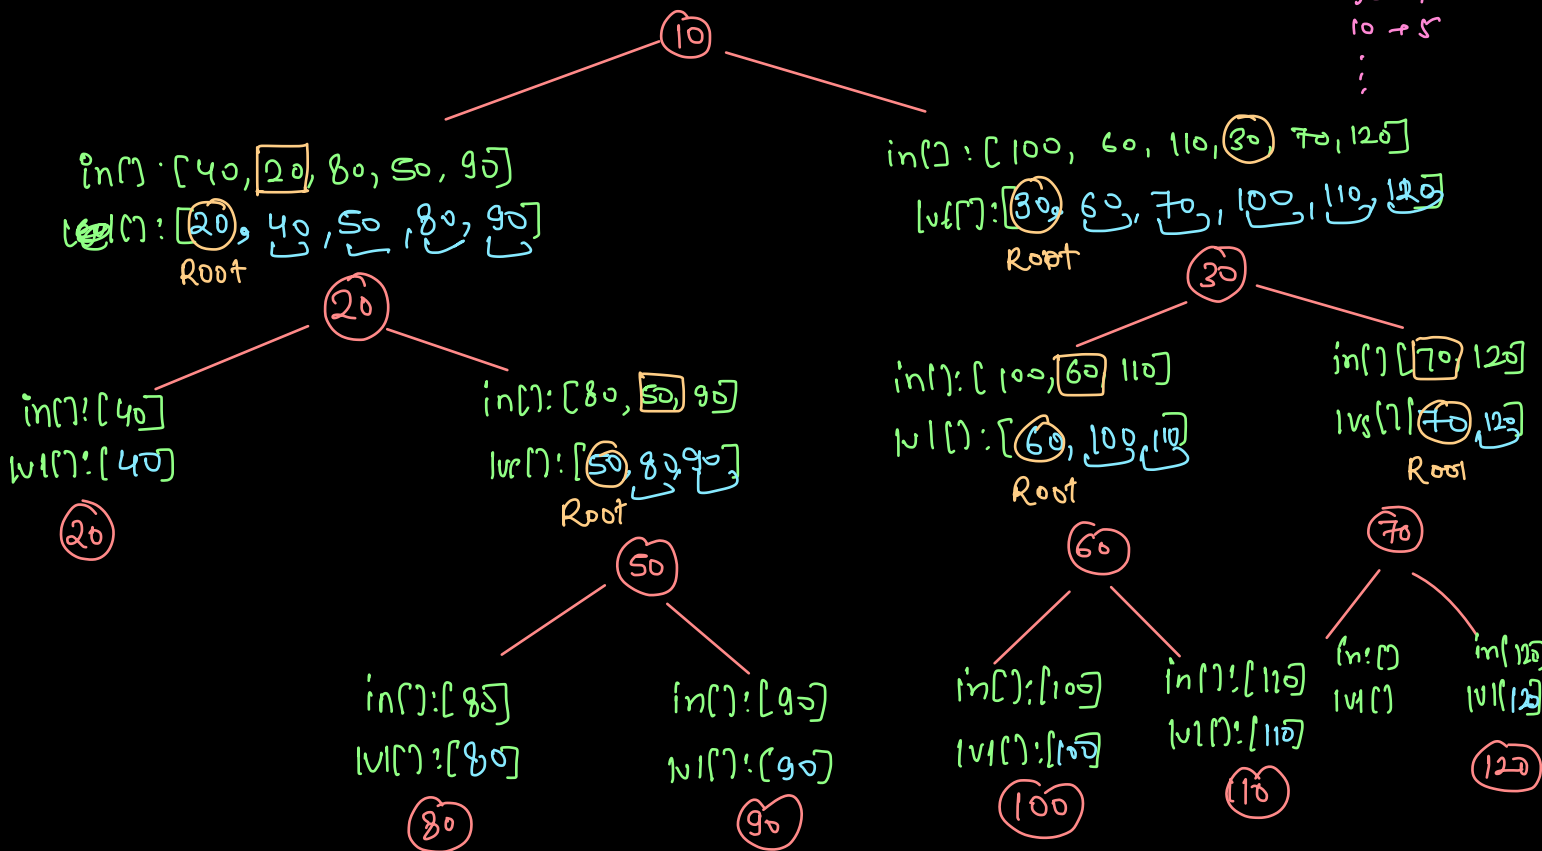 10 → 5
10
in[] : [40, 20, 80, 50, 90]
in[] : [100, 60, 110, 30, 70, 120]
[20, 40, 50, 80, 90]
lvl[] : [30, 60, 70, 100, 110, 120]
Root
Root
20
30
in[] : [40]
in[] : [80, 50, 90]
in[] : [100, 60 110]
in[] [70, 120]
lvl[] : [40]
lvl[] : [50, 80, 90]
lvl[] : [60, 100, 110]
lvs[] [70, 120]
Root
Root
Root
20
50
60
70
in[] : [80]
in[] : [90]
in[] : [100]
in[] : [110]
in: []
in[120]
lvl[] : [80]
lvl[] : [90]
lvl[] : [100]
lvl[] : [110]
lvl[]
lvl[120]
80
90
100
110
120